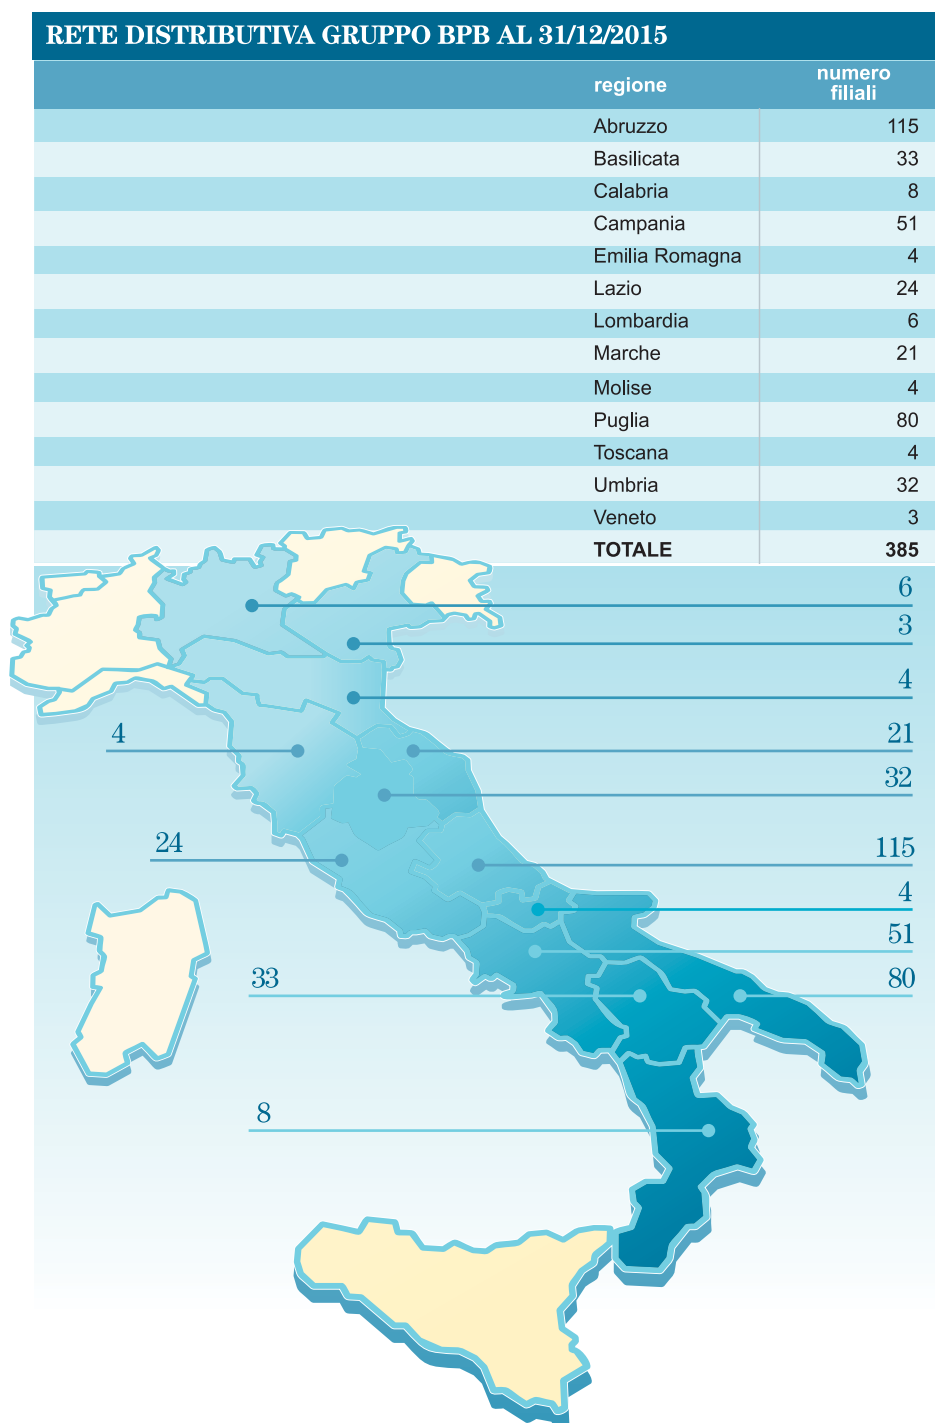 RETE DISTRIBUTIVA GRUPPO BPB AL 31/12/2015
regione numero filiali
Abruzzo 115
Basilicata 33
Calabria 8
Campania 51
Emilia Romagna 4
Lazio 24
Lombardia 6
Marche 21
Molise 4
Puglia 80
Toscana 4
Umbria 32
Veneto 3
TOTALE 385
6
3
4
4 21
32
24 115
4
51
33 80
8